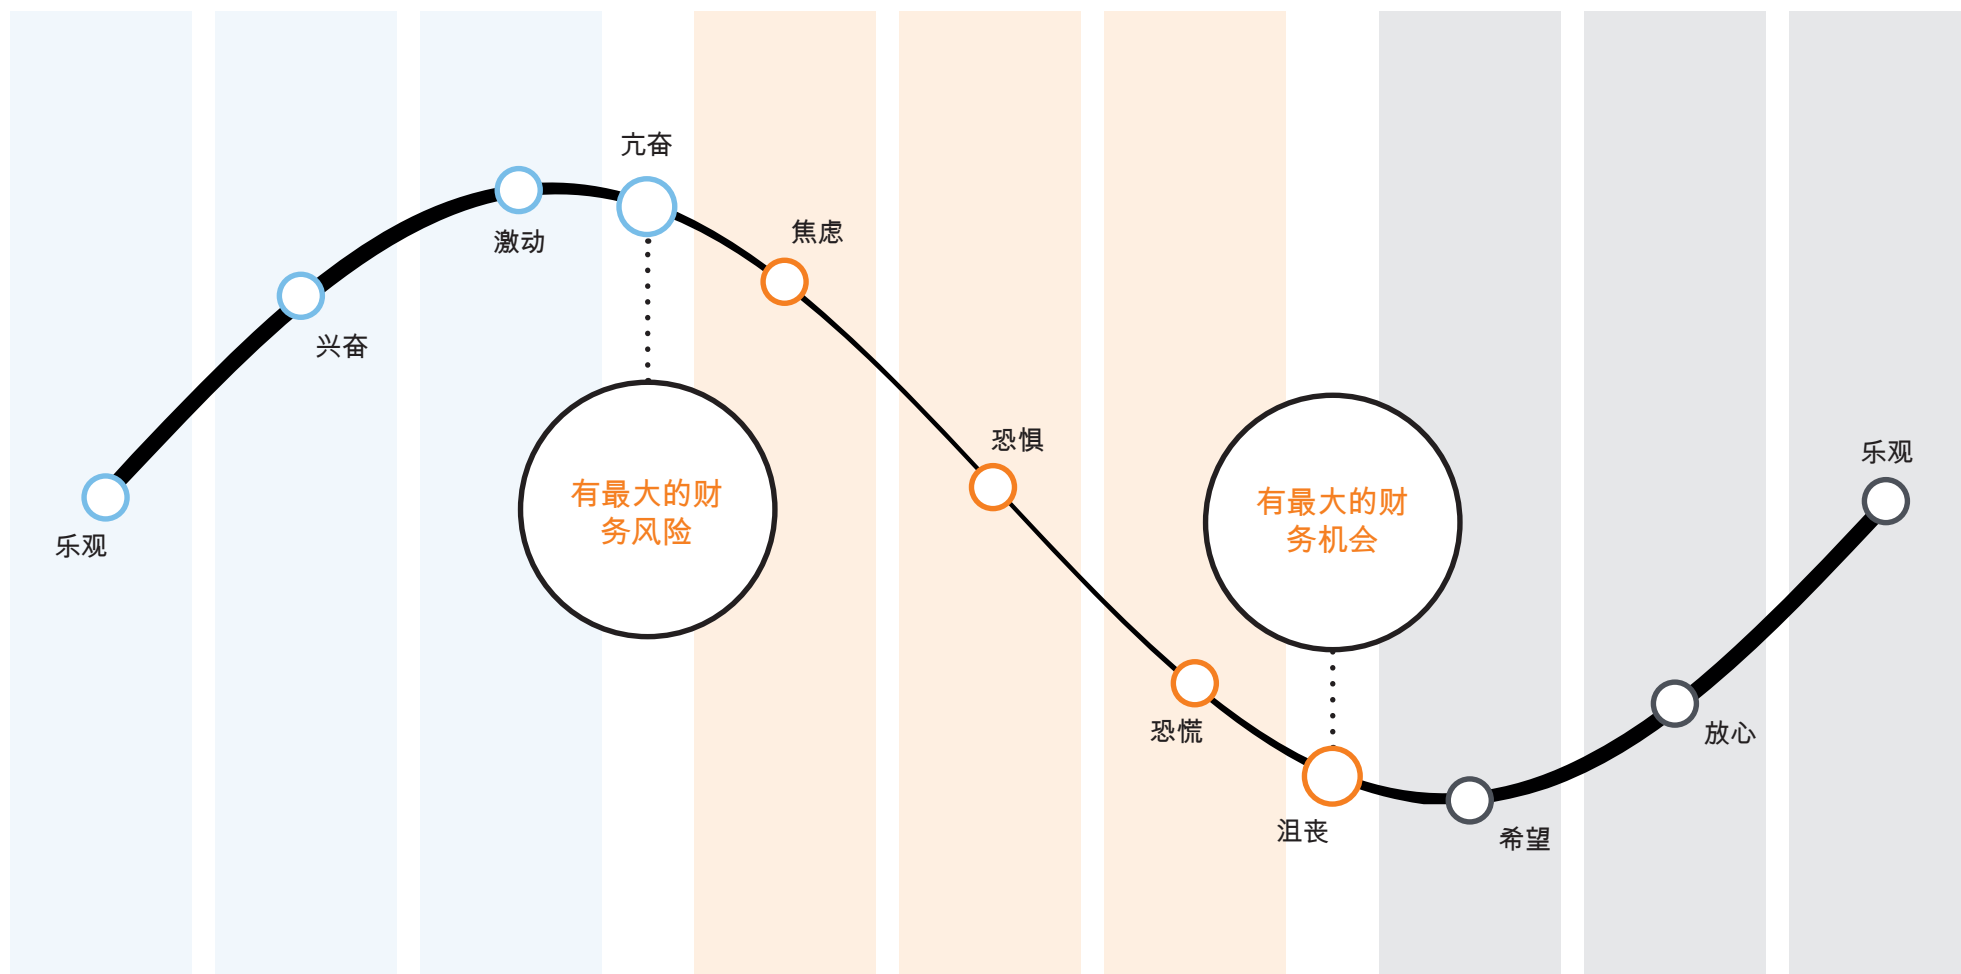 乐观
兴奋
激动
亢奋
有最大的财
务风险
焦虑
恐惧
恐慌
有最大的财
务机会
沮丧
希望
放心
乐观